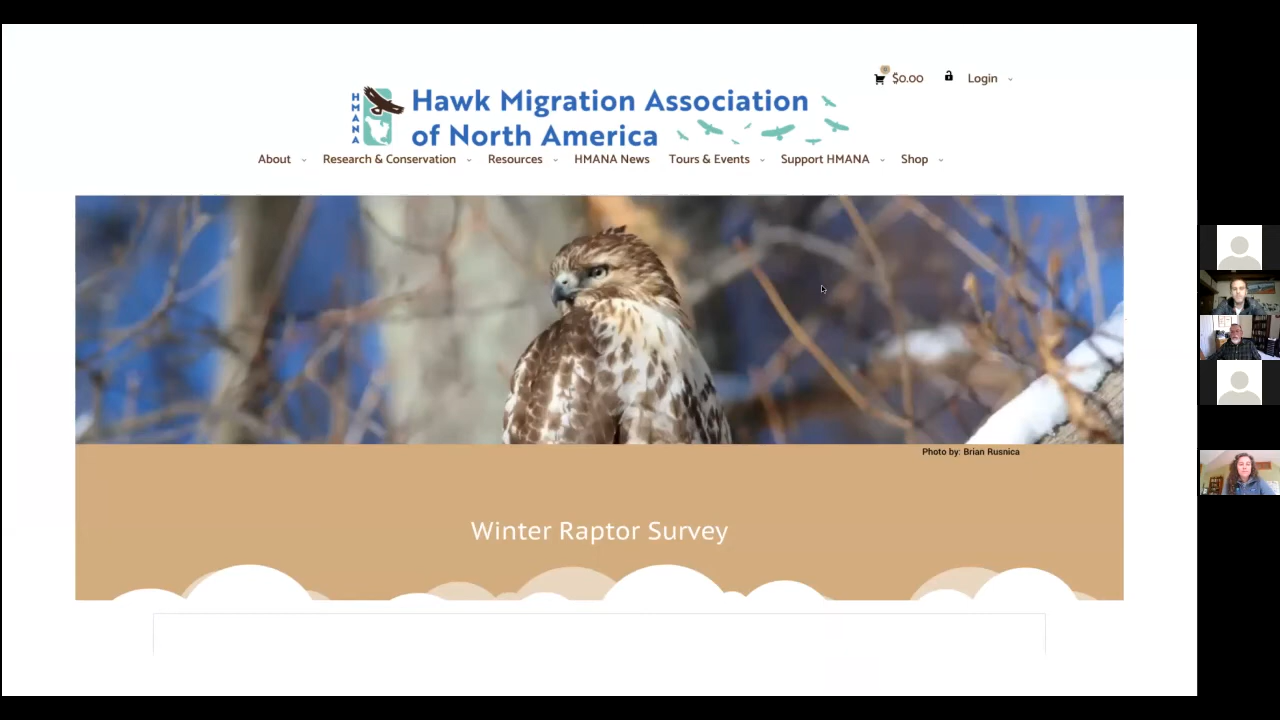 0
$0.00
Login
HMANA
Hawk Migration Association
of North America
About
Research & Conservation
Resources
HMANA News
Tours & Events
Support HMANA
Shop
Photo by: Brian Rusnica
Winter Raptor Survey